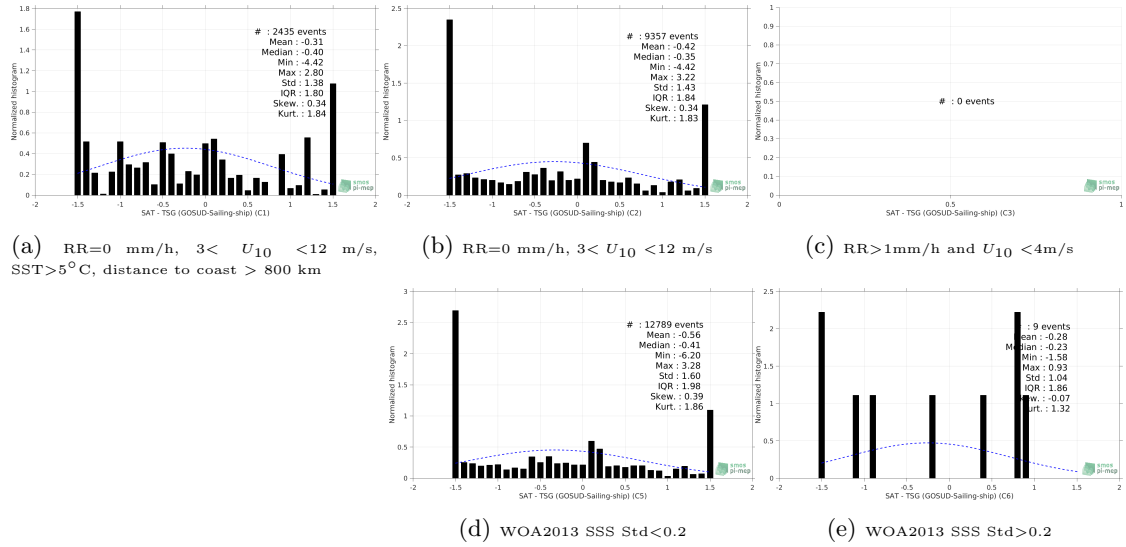 1.8
1.6
1.4
1.2
1
0.8
0.6
0.4
0.2
0
Normalized histogram
# : 2435 events
Mean : -0.31
Median : -0.40
Min : -4.42
Max : 2.80
Std : 1.38
IQR : 1.80
Skew. : 0.34
Kurt. : 1.84
smos
pi-mep
-2 -1.5 -1 -0.5 0 0.5 1 1.5 2
SAT - TSG (GOSUD-Sailing-ship) (C1)
(a) RR=0 mm/h, 3< U10 <12 m/s,
SST>5°C, distance to coast > 800 km
2.5
2
1.5
1
0.5
0
Normalized histogram
# : 9357 events
Mean : -0.42
Median : -0.35
Min : -4.42
Max : 3.22
Std : 1.43
IQR : 1.84
Skew. : 0.34
Kurt. : 1.83
smos
pi-mep
-2 -1.5 -1 -0.5 0 0.5 1 1.5 2
SAT - TSG (GOSUD-Sailing-ship) (C2)
(b) RR=0 mm/h, 3< U10 <12 m/s
1
0.9
0.8
0.7
0.6
0.5
0.4
0.3
0.2
0.1
0
Normalized histogram
# : 0 events
smos
pi-mep
0 0.5 1
SAT - TSG (GOSUD-Sailing-ship) (C3)
(c) RR>1mm/h and U10 <4m/s
3
2.5
2
1.5
1
0.5
0
Normalized histogram
# : 12789 events
Mean : -0.56
Median : -0.41
Min : -6.20
Max : 3.28
Std : 1.60
IQR : 1.98
Skew. : 0.39
Kurt. : 1.86
smos
pi-mep
-2 -1.5 -1 -0.5 0 0.5 1 1.5 2
SAT - TSG (GOSUD-Sailing-ship) (C5)
(d) WOA2013 SSS Std<0.2
2.5
2
1.5
1
0.5
0
Normalized histogram
: 9 events
: -0.28
: -0.23
Min : -1.58
Max : 0.93
Std : 1.04
IQR : 1.86
: -0.07
: 1.32
smos
pi-mep
-2 -1.5 -1 -0.5 0 0.5 1 1.5 2
SAT - TSG (GOSUD-Sailing-ship) (C6)
(e) WOA2013 SSS Std>0.2